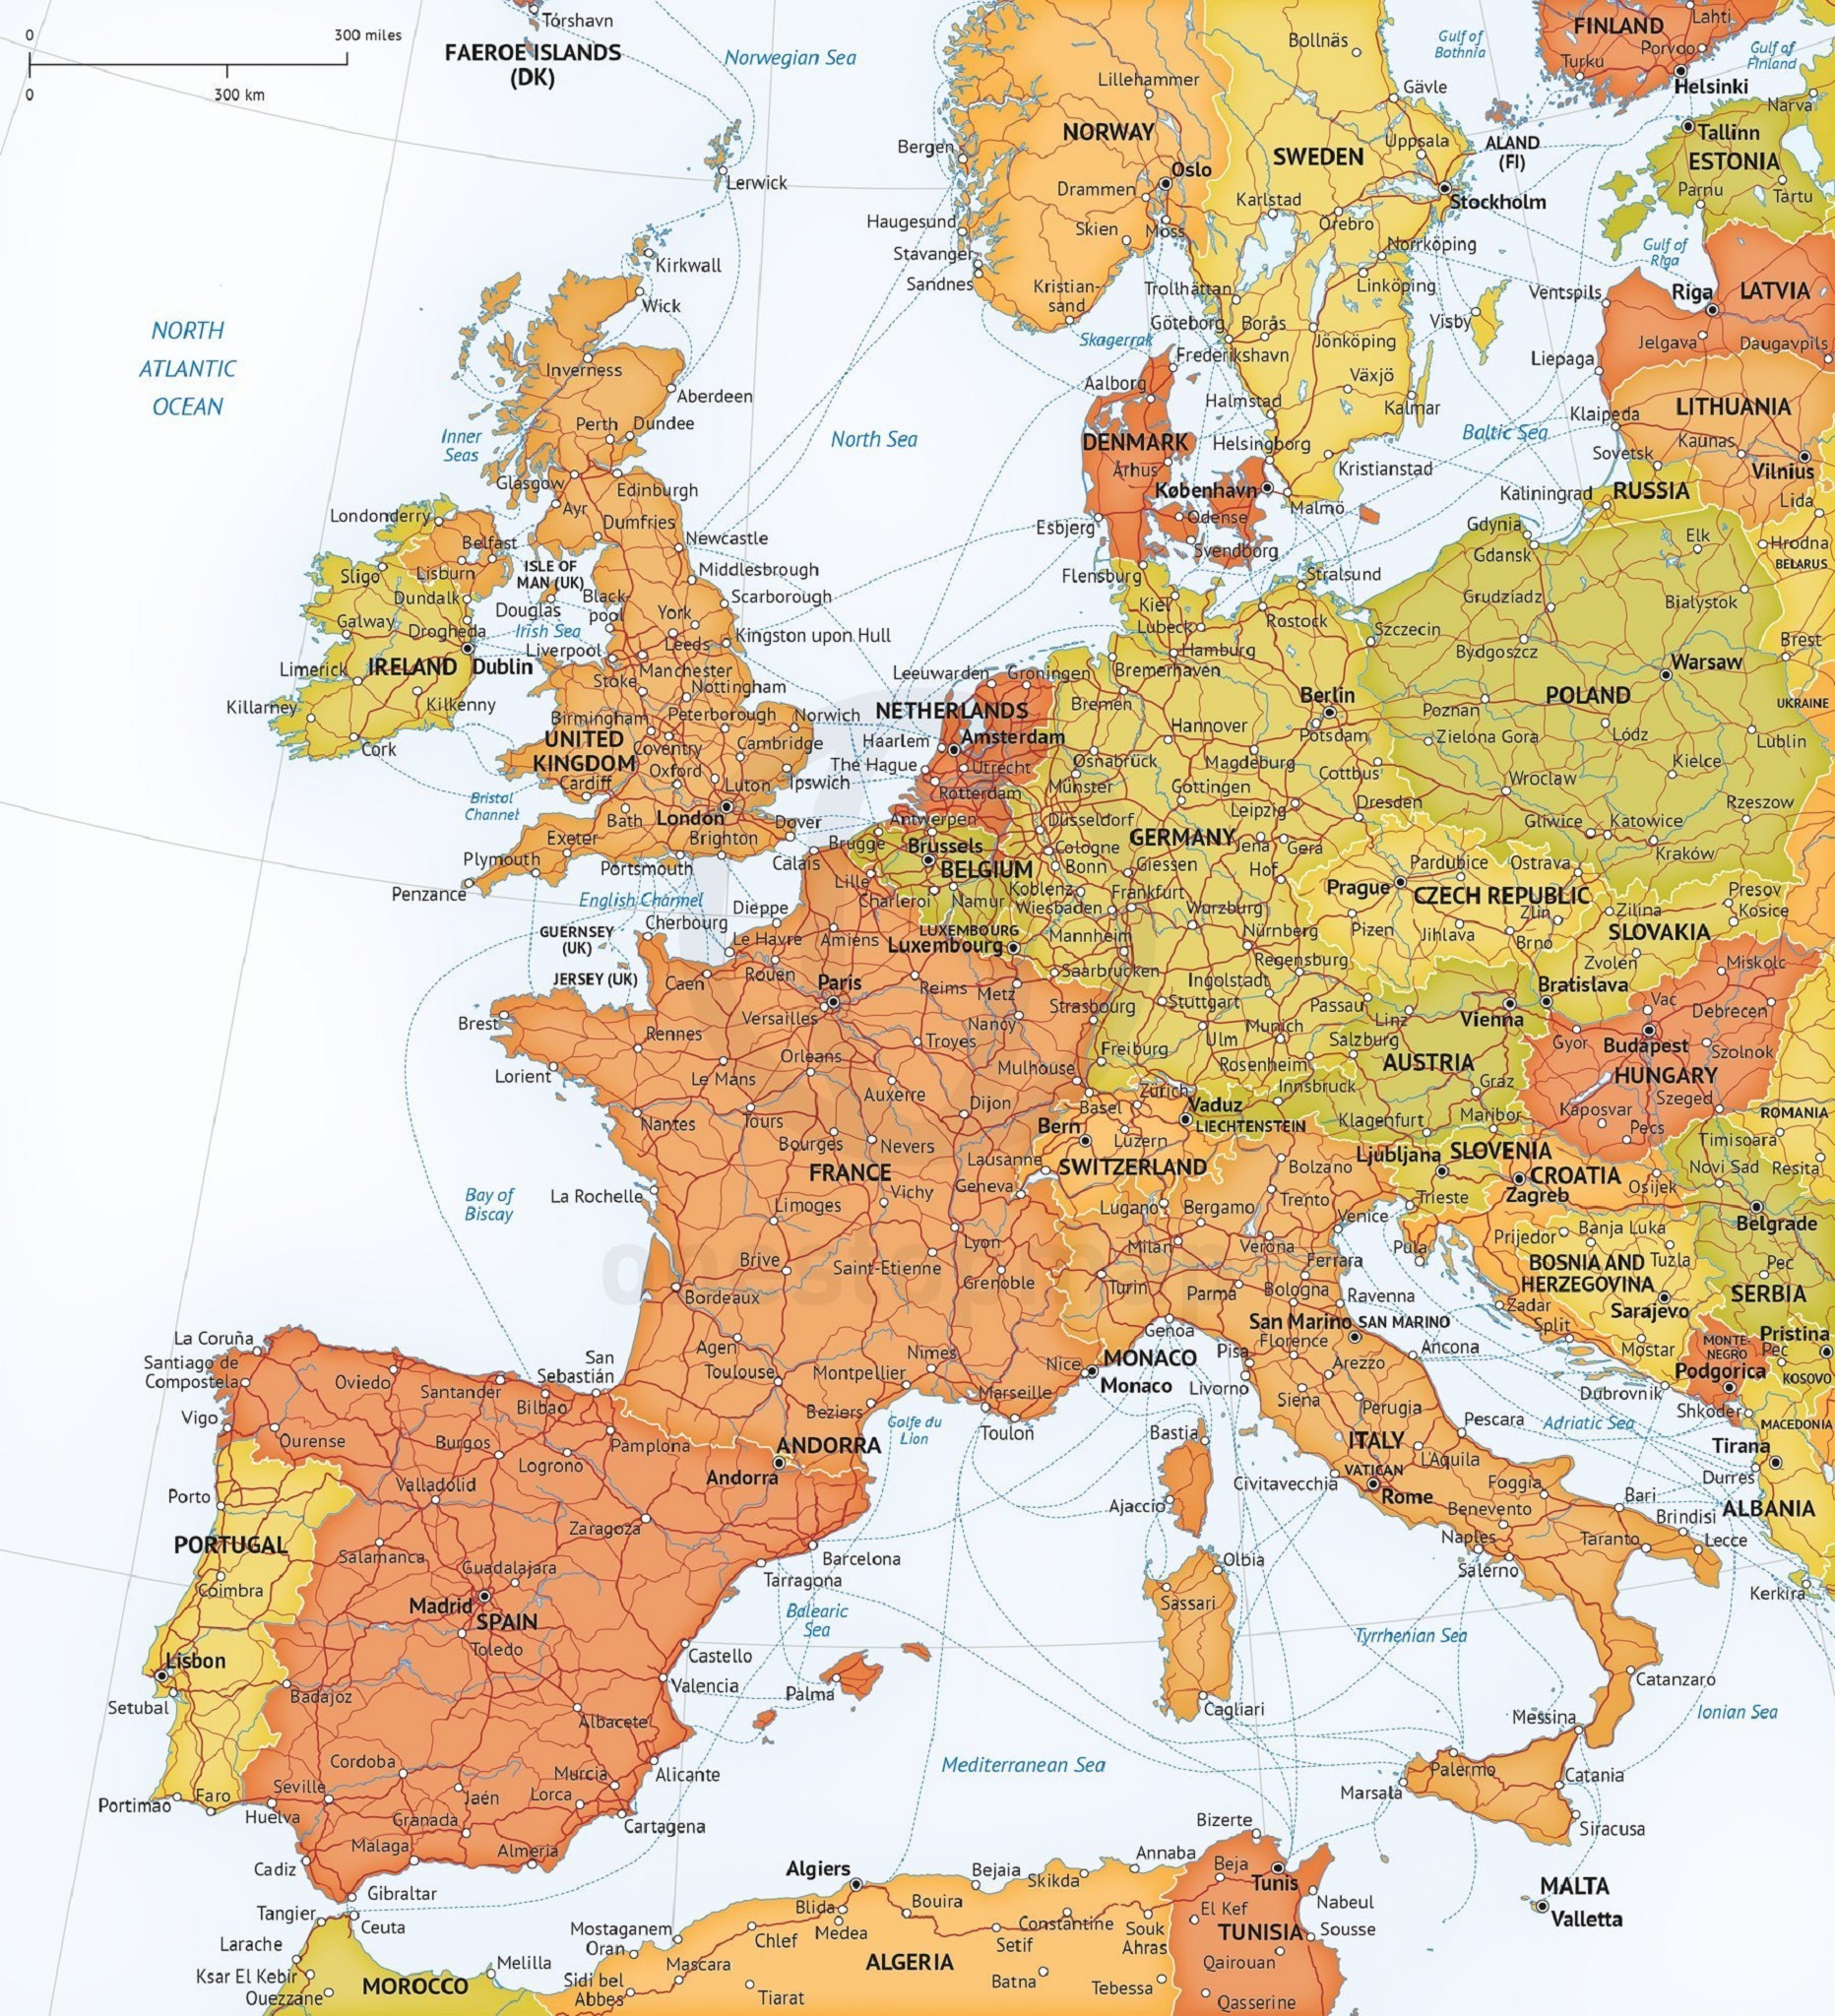 0
300 miles
0
300 km
Tórshavn
FAEROE ISLANDS
(DK)
Norwegian Sea
Lerwick
Kirkwall
Wick
NORTH
ATLANTIC
OCEAN
Bergen
Haugesund
Stavanger
Sandnes
Lillehammer
NORWAY
Oslo
Drammen
Skien
Moss
Kristian-
sand
Bollnäs
Gävle
SWEDEN
Uppsala
Karlstad
Örebro
Stockholm
Norrköping
Linköping
Trollhättan
Göteborg
Borås
Jönköping
Visby
Växjö
Halmstad
Kalmar
Helsingborg
Kristianstad
Malmö
Gulf of
Bothnia
FINLAND
Lahti
Porvoo
Turku
Helsinki
Gulf of
Finland
ALAND
(FI)
Narva
Tallinn
ESTONIA
Parnu
Tartu
Gulf of
Riga
Ventspils
Riga
LATVIA
Jelgava
Daugavpils
Liepaga
Klaipeda
LITHUANIA
Kaunas
Sovetsk
Vilnius
Kaliningrad
RUSSIA
Lida
Hrodna
BELARUS
Brest
UKRAINE
Baltic Sea
Skagerrak
Frederikshavn
Aalborg
DENMARK
Arhus
København
Odense
Esbjerg
Svendborg
North Sea
Inverness
Aberdeen
Perth
Dundee
Inner
Seas
Glasgow
Edinburgh
Ayr
Dumfries
Londonderry
Belfast
Lisburn
Newcastle
Middlesbrough
ISLE OF
MAN (UK)
Scarborough
Douglas
Black-
pool
York
Sligo
Dundalk
Galway
Drogheda
Irish Sea
Leeds
Kingston upon Hull
Liverpool
Limerick
IRELAND
Dublin
Manchester
Stoke
Nottingham
Killarney
Kilkenny
Cork
Birmingham
Peterborough
Norwich
UNITED
KINGDOM
Coventry
Cambridge
Cardiff
Oxford
Luton
Ipswich
Bristol
Channel
Bath
London
Dover
Exeter
Brighton
Plymouth
Portsmouth
Penzance
English Channel
GUERNSEY
(UK)
JERSEY (UK)
Leeuwarden
Groningen
NETHERLANDS
Haarlem
Amsterdam
The Hague
Utrecht
Rotterdam
Antwerpen
Brugge
Brussels
BELGIUM
Charleroi
Namur
LUXEMBOURG
Luxembourg
Flensburg
Kiel
Lubeck
Stralsund
Rostock
Hamburg
Bremerhaven
Bremen
Berlin
Hannover
Potsdam
Osnabrück
Magdeburg
Cottbus
Münster
Göttingen
Leipzig
Dresden
Düsseldorf
GERMANY
Cologne
Bonn
Giessen
Jena
Gera
Hof
Koblenz
Frankfurt
Wiesbaden
Wurzburg
Mannheim
Nürnberg
Saarbrücken
Regensburg
Ingolstadt
Stuttgart
Passau
Ulm
Munich
Freiburg
Rosenheim
Gdynia
Gdansk
Elk
Grudziadz
Bialystok
Szczecin
Bydgoszcz
Warsaw
POLAND
Poznan
Zielona Gora
Lódz
Lublin
Wroclaw
Kielce
Rzeszow
Gliwice
Katowice
Kraków
Prague
Pardubice
Ostrava
CZECH REPUBLIC
Zlin
Pizen
Jihlava
Brno
Presov
Zilina
Kosice
SLOVAKIA
Zvolen
Bratislava
Miskolc
Vac
Debrecen
Gyor
Budapest
Szolnok
HUNGARY
Kaposvar
Szeged
Pecs
ROMANIA
Timisoara
Resita
Linz
Vienna
Salzburg
AUSTRIA
Innsbruck
Graz
Klagenfurt
Maribor
Ljubljana
SLOVENIA
CROATIA
Zagreb
Osijek
Novi Sad
Belgrade
Trieste
Pula
Zadar
Split
Dubrovnik
Prijedor
Banja Luka
Tuzla
BOSNIA AND
HERZEGOVINA
Sarajevo
Mostar
Pec
SERBIA
MONTE-
NEGRO
Podgorica
Pristina
Pec
KOSOVO
MACEDONIA
Shkoder
Tirana
Durres
ALBANIA
Kerkira
Calais
Lille
Dieppe
Cherbourg
Le Havre
Amiens
Rouen
Caen
Paris
Reims
Metz
Versailles
Nancy
Strasbourg
Brest
Rennes
Troyes
Orleans
Lorient
Le Mans
Mulhouse
Auxerre
Nantes
Tours
Dijon
Bourges
Nevers
FRANCE
Vichy
La Rochelle
Limoges
Bay of
Biscay
Lyon
Brive
Saint-Etienne
Grenoble
Bordeaux
Agen
Toulouse
Montpellier
Nimes
Nice
Marseille
Beziers
Toulon
Golfe du
Lion
MONACO
Monaco
Bastia
Ajaccio
Basel
Zürich
Vaduz
LIECHTENSTEIN
Bern
Luzern
Lausanne
SWITZERLAND
Geneva
Lugano
Bolzano
Trento
Bergamo
Venice
Milan
Verona
Turin
Ferrara
Parma
Bologna
Ravenna
Genoa
San Marino
SAN MARINO
Florence
Pisa
Arezzo
Ancona
Livorno
Siena
Perugia
Pescara
Adriatic Sea
ITALY
L'Aquila
VATICAN
Rome
Civitavecchia
Foggia
Bari
Benevento
Brindisi
Naples
Taranto
Lecce
Salerno
Olbia
Sassari
Cagliari
Tyrrhenian Sea
Catanzaro
Ionian Sea
Messina
Palermo
Catania
Marsala
Siracusa
MALTA
Valletta
La Coruña
Santiago de
Compostela
Vigo
Ourense
Oviedo
Santander
Bilbao
San
Sebastián
Burgos
Logrono
Pamplona
ANDORRA
Andorra
Valladolid
Zaragoza
Porto
PORTUGAL
Salamanca
Guadalajara
Barcelona
Tarragona
Coimbra
Madrid
SPAIN
Toledo
Balearic
Sea
Lisbon
Setubal
Badajoz
Castello
Valencia
Palma
Albacete
Cordoba
Murcia
Alicante
Seville
Jaén
Lorca
Portimao
Faro
Huelva
Granada
Cartagena
Malaga
Almeria
Cadiz
Gibraltar
Mediterranean Sea
Tangier
Ceuta
Larache
Melilla
Ksar El Kebir
Ouezzane
MOROCCO
Algiers
Bejaia
Skikda
Annaba
Blida
Bouira
Medea
Mostaganem
Oran
Chlef
Setif
Constantine
Souk
Ahras
Mascara
ALGERIA
Sidi bel
Abbes
Tiarat
Batna
Tebessa
Bizerte
Beja
Tunis
Nabeul
El Kef
TUNISIA
Sousse
Qairouan
Qasserine
onestopmap